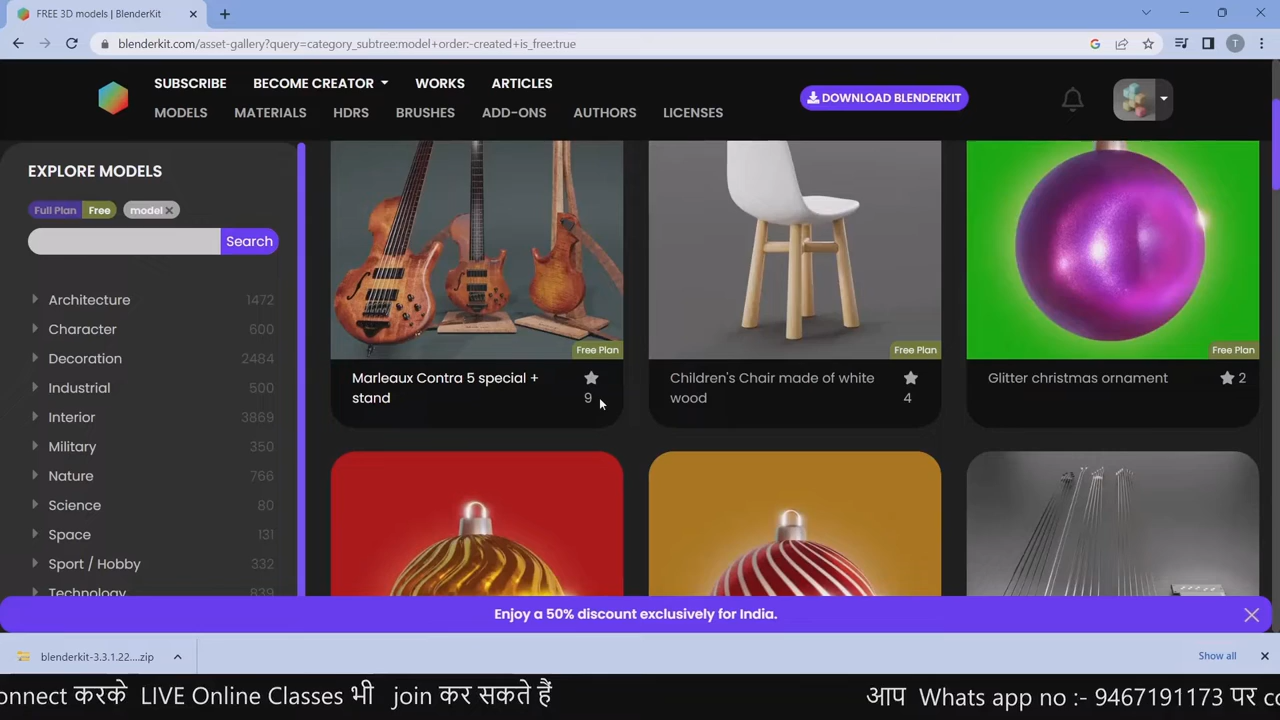 FREE 3D models | BlenderKit
blenderkit.com/asset-gallery?query=category_subtree:model+order:-created+is_free:true
T
SUBSCRIBE BECOME CREATOR WORKS ARTICLES
MODELS MATERIALS HDRS BRUSHES ADD-ONS AUTHORS LICENSES
DOWNLOAD BLENDERKIT
EXPLORE MODELS
Full Plan Free model
Search
Architecture 1472
Character 600
Decoration 2484
Industrial 500
Interior 3869
Military 350
Nature 766
Science 80
Space 131
Sport / Hobby 332
Technology 839
Free Plan
Marleaux Contra 5 special +
stand
9
Free Plan
Children's Chair made of white
wood
4
Free Plan
Glitter christmas ornament 2
Enjoy a 50% discount exclusively for India.
blenderkit-3.3.1.22....zip
Show all
onnect करके LIVE Online Classes भी join कर सकते हैं
आप Whats app no :- 9467191173 पर co